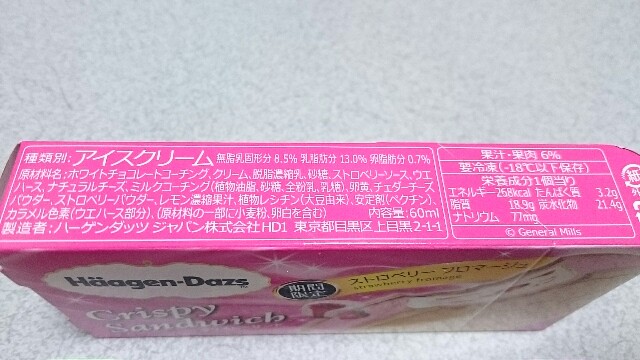 種類別:アイスクリーム 無脂乳固形分 8.5% 乳脂肪分 13.0% 卵脂肪分 0.7%
原材料名:ホワイトチョコレートコーチング、クリーム、脱脂濃縮乳、砂糖、ストロベリーソース、ウエ
ハース、ナチュラルチーズ、ミルクコーチング(植物油脂、砂糖、全粉乳、乳糖)、卵黄、チェダーチーズ
パウダー、ストロベリーパウダー、レモン濃縮果汁、植物レシチン(大豆由来)、安定剤(ペクチン)、
カラメル色素(ウエハース部分)、(原材料の一部に小麦粉、卵白を含む) 内容量:60ml
製造者:ハーゲンダッツ ジャパン株式会社HD1 東京都目黒区上目黒2-1-1
果汁・果肉 6%
要冷凍(-18℃以下保存)
栄養成分1個当り
エネルギー 258kcal たんぱく質 3.2g
脂質 18.9g 炭水化物 21.4g
ナトリウム 77mg
© General Mills
紙
Häagen-Dazs
Crispy
Sandwich
期間
限定
ストロベリー・フロマージュ
strawberry fromage